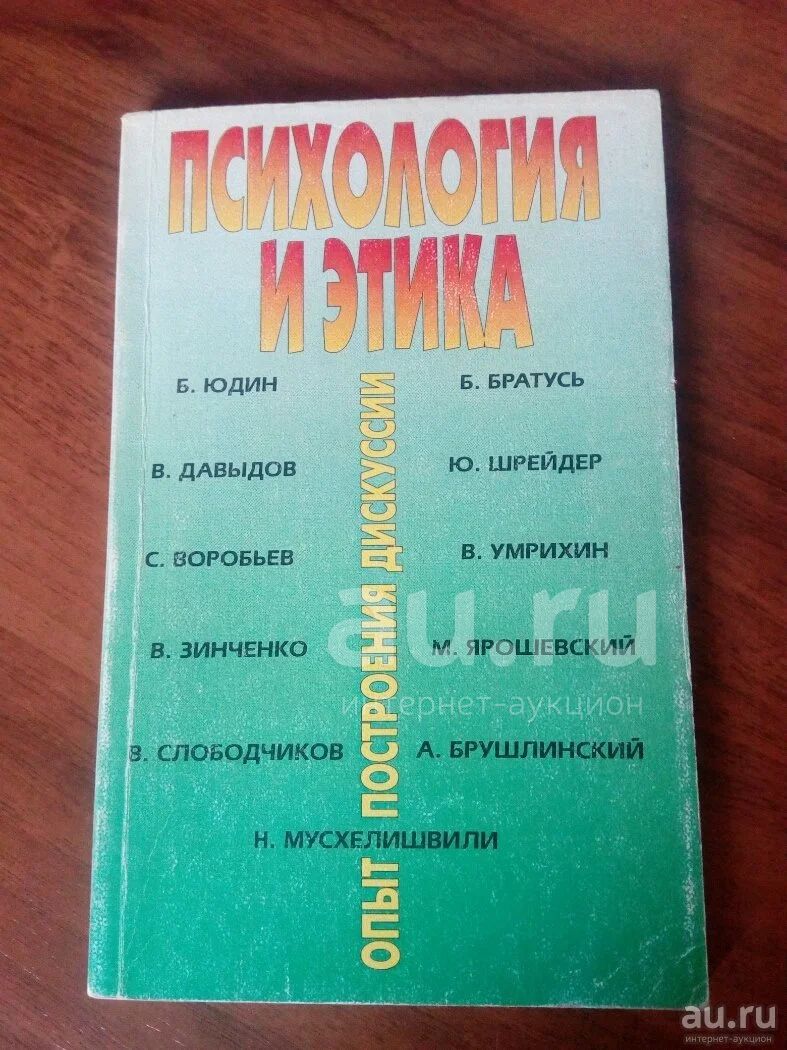 ПСИХОЛОГИЯ
И ЭТИКА
Б. ЮДИН
Б. БРАТУСЬ
В. ДАВЫДОВ
Ю. ШРЕЙДЕР
С. ВОРОБЬЕВ
В. УМРИХИН
В. ЗИНЧЕНКО
М. ЯРОШЕВСКИЙ
В. СЛОБОДЧИКОВ
А. БРУШЛИНСКИЙ
Н. МУСХЕЛИШВИЛИ
ОПЫТ ПОСТРОЕНИЯ ДИСКУССИИ
au.ru
интернет-аукцион
au.ru
интернет-аукцион